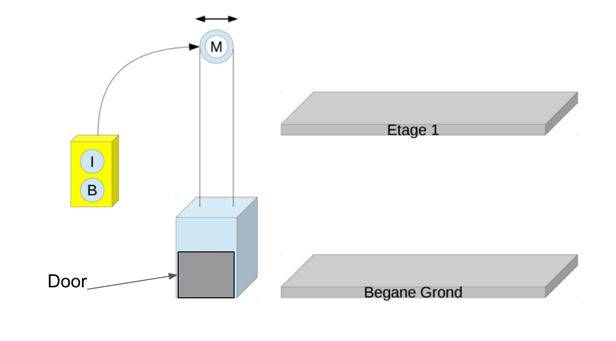 M
Etage 1
I
B
Door
Begane Grond